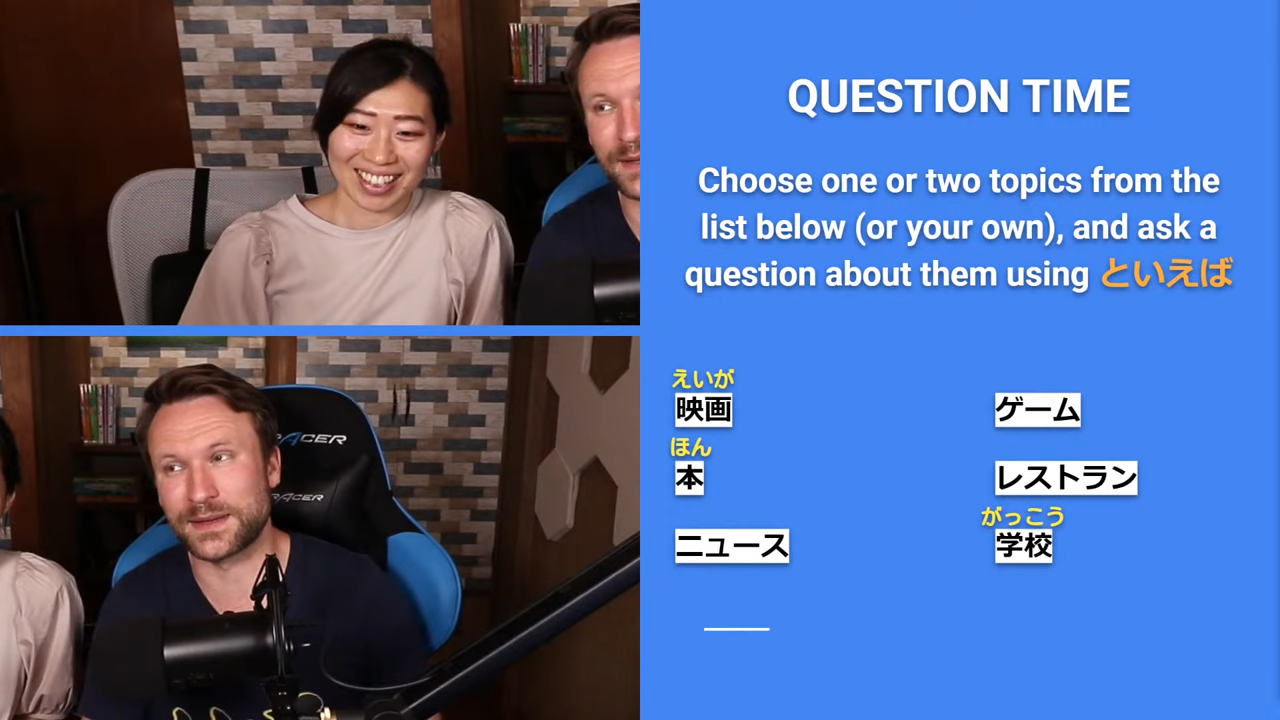 QUESTION TIME
Choose one or two topics from the
list below (or your own), and ask a
question about them using といえば
えいが
映画
ゲーム
ほん
本
レストラン
ニュース
がっこう
学校